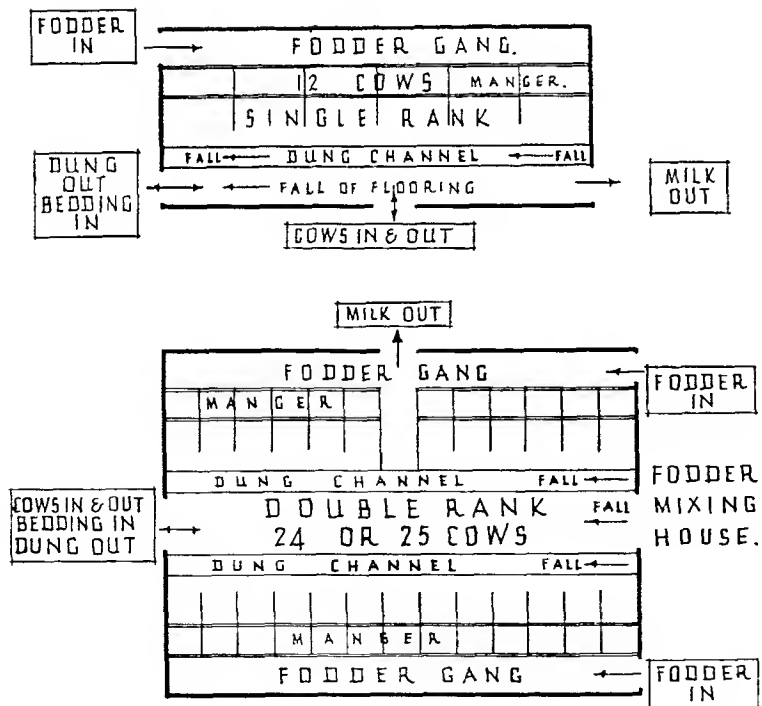 FODDER
IN
FODDER GANG.
12 COWS MANGER.
SINGLE RANK
FALL DUNG CHANNEL FALL
DUNG
OUT
BEDDING
IN
FALL OF FLOORING
MILK
OUT
COWS IN & OUT
MILK OUT
FODDER GANG
FODDER
IN
MANGER
DUNG CHANNEL FALL
COWS IN & OUT
BEDDING IN
DUNG OUT
DOUBLE RANK FALL
24 OR 25 COWS
FODDER
MIXING
HOUSE.
DUNG CHANNEL FALL
MANGER
FODDER GANG
FODDER
IN